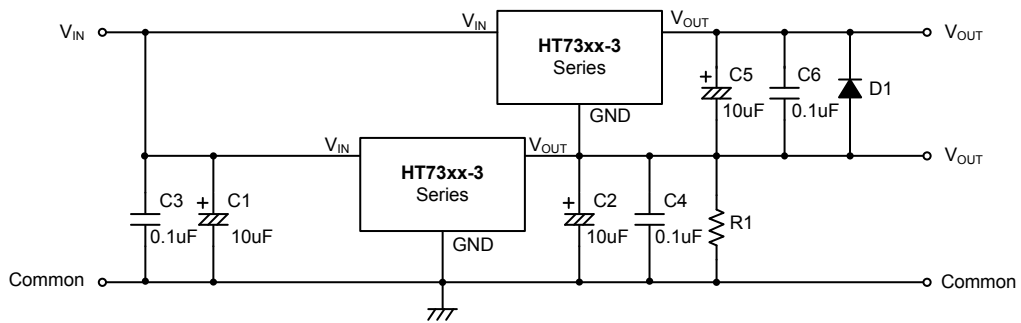 V_IN
V_IN
HT73xx-3
Series
V_OUT
V_OUT
GND
+
C5
10uF
C6
0.1uF
D1
V_IN
HT73xx-3
Series
V_OUT
V_OUT
GND
C3
0.1uF
+
C1
10uF
+
C2
10uF
C4
0.1uF
R1
Common
Common